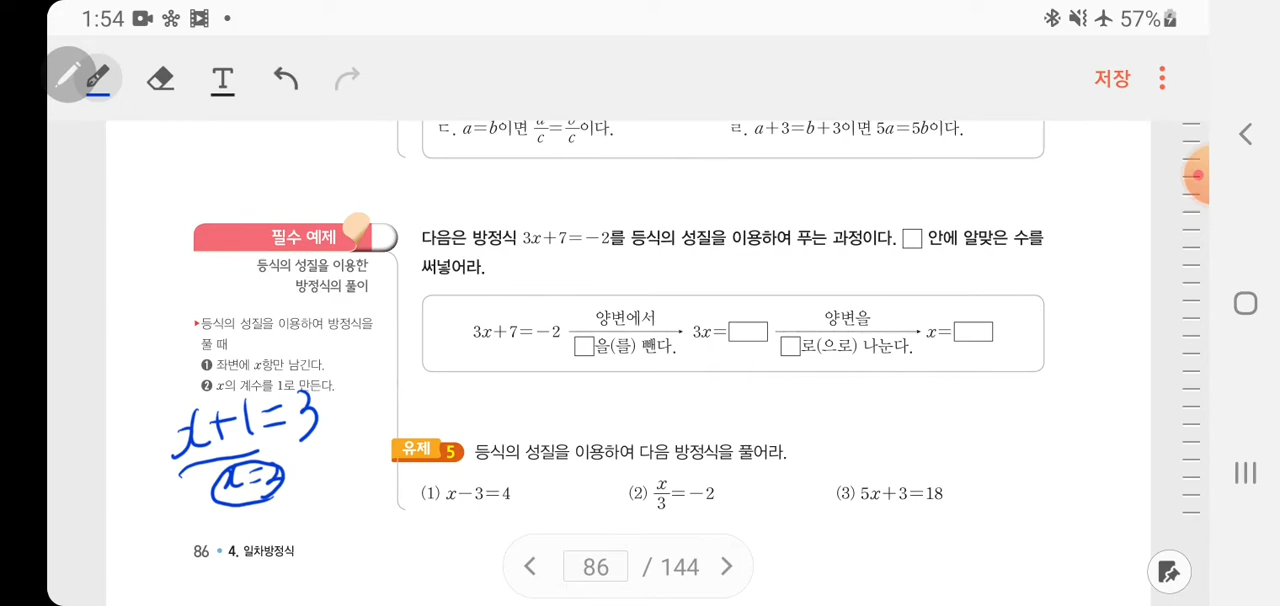 1:54
57%
T
저장
ㄷ. a=b이면 a/c=b/c이다.
ㄹ. a+3=b+3이면 5a=5b이다.
필수 예제
등식의 성질을 이용한
방정식의 풀이
▸등식의 성질을 이용하여 방정식을
풀 때
❶ 좌변에 x항만 남긴다.
❷ x의 계수를 1로 만든다.
x+1=3
다음은 방정식 3x+7=-2를 등식의 성질을 이용하여 푸는 과정이다. □ 안에 알맞은 수를
써넣어라.
3x+7=-2 양변에서 □을(를) 뺀다. 3x=□ 양변을 □로(으로) 나눈다. x=□
유제 5 등식의 성질을 이용하여 다음 방정식을 풀어라.
(1) x-3=4 (2) x/3=-2 (3) 5x+3=18
86 • 4. 일차방정식
86 / 144